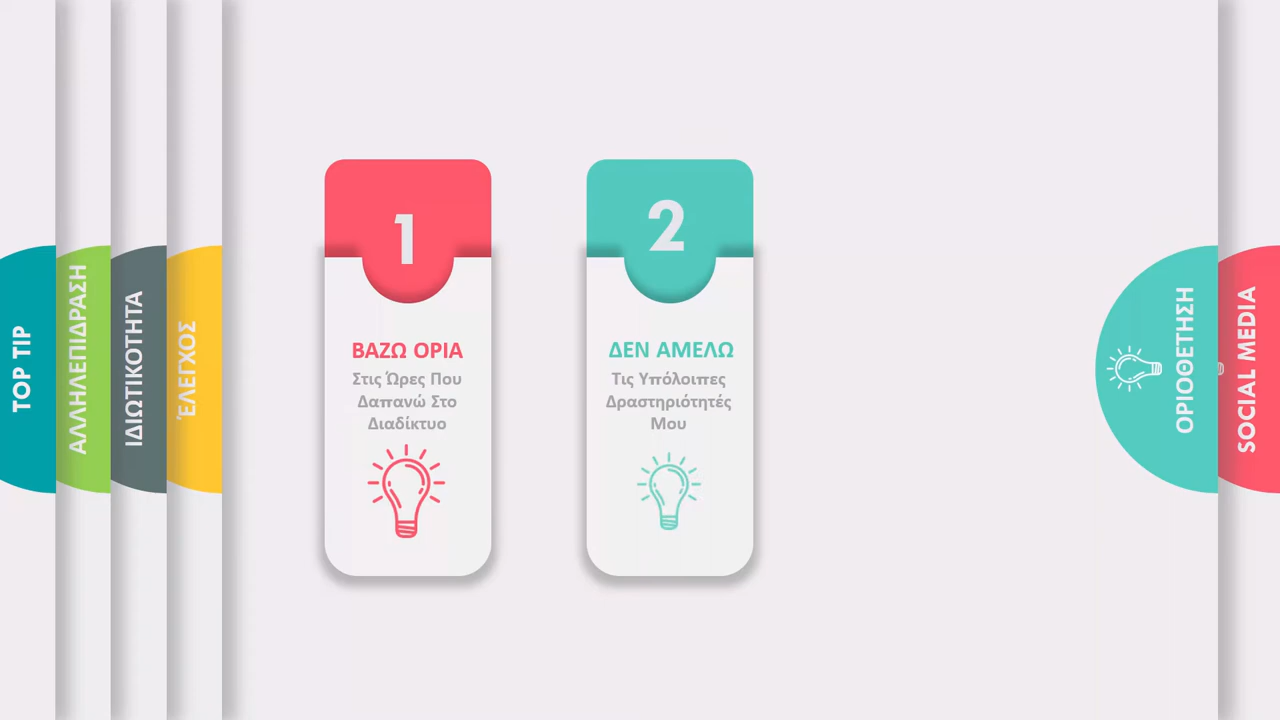 TOP TIP
ΑΛΛΗΛΕΠΙΔΡΑΣΗ
ΙΔΙΩΤΙΚΟΤΗΤΑ
ΈΛΕΓΧΟΣ
1
ΒΑΖΩ ΟΡΙΑ
Στις Ώρες Που
Δαπανώ Στο
Διαδίκτυο
2
ΔΕΝ ΑΜΕΛΩ
Τις Υπόλοιπες
Δραστηριότητές
Μου
ΟΡΙΟΘΕΤΗΣΗ
SOCIAL MEDIA